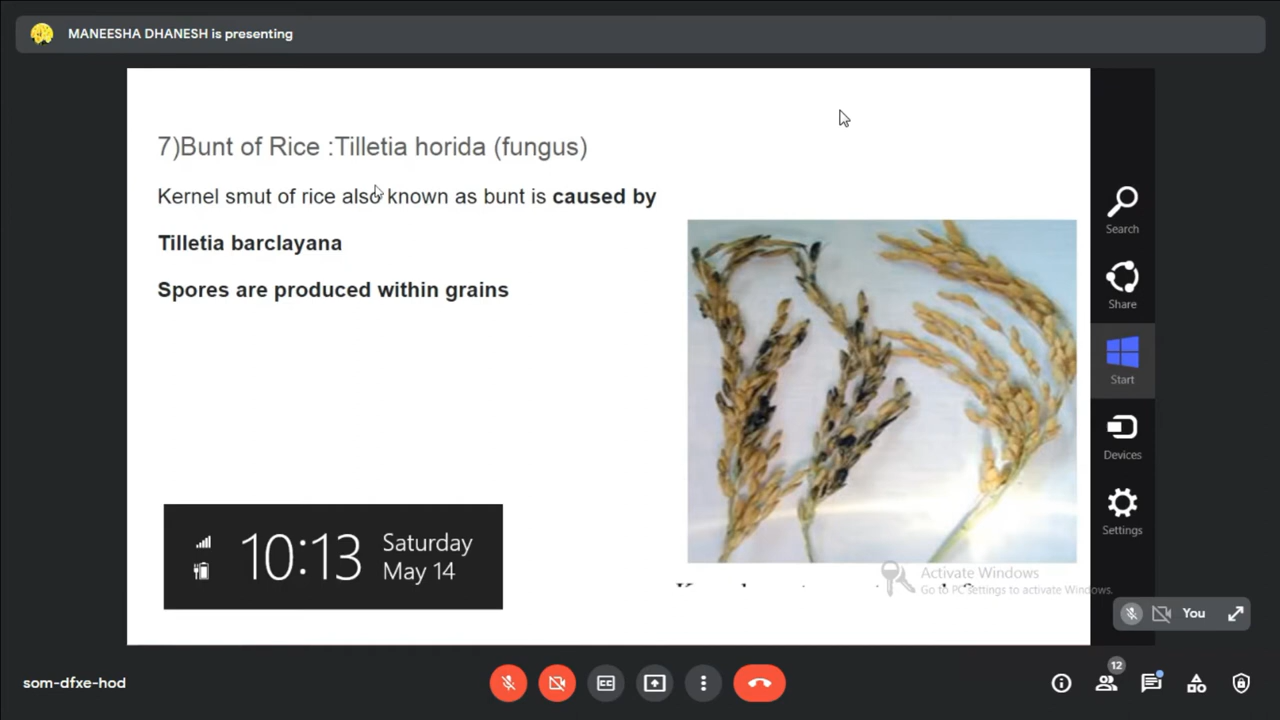 MANEESHA DHANESH is presenting
7)Bunt of Rice :Tilletia horida (fungus)
Kernel smut of rice also known as bunt is caused by
Tilletia barclayana
Spores are produced within grains
Search
Share
Start
Devices
Settings
10:13
Saturday
May 14
Activate Windows
Go to PC settings to activate Windows.
You
som-dfxe-hod
CC
12